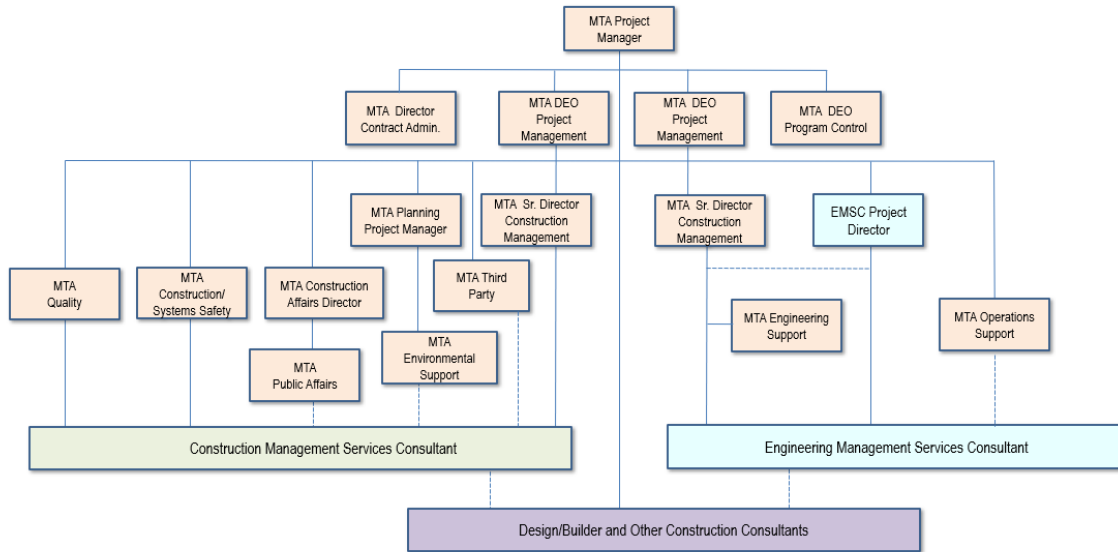 MTA Project
Manager
MTA Director
Contract Admin.
MTA DEO
Project
Management
MTA DEO
Project
Management
MTA DEO
Program Control
MTA Planning
Project Manager
MTA Sr. Director
Construction
Management
MTA Sr. Director
Construction
Management
EMSC Project
Director
MTA
Quality
MTA
Construction/
Systems Safety
MTA Construction
Affairs Director
MTA Third
Party
MTA Engineering
Support
MTA Operations
Support
MTA
Public Affairs
MTA
Environmental
Support
Construction Management Services Consultant
Engineering Management Services Consultant
Design/Builder and Other Construction Consultants